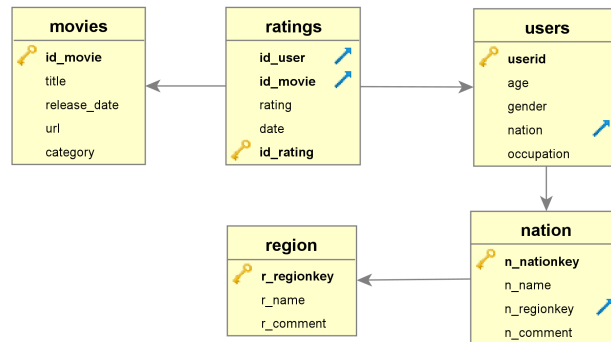 movies
id_movie
title
release_date
url
category
ratings
id_user
id_movie
rating
date
id_rating
users
userid
age
gender
nation
occupation
region
r_regionkey
r_name
r_comment
nation
n_nationkey
n_name
n_regionkey
n_comment